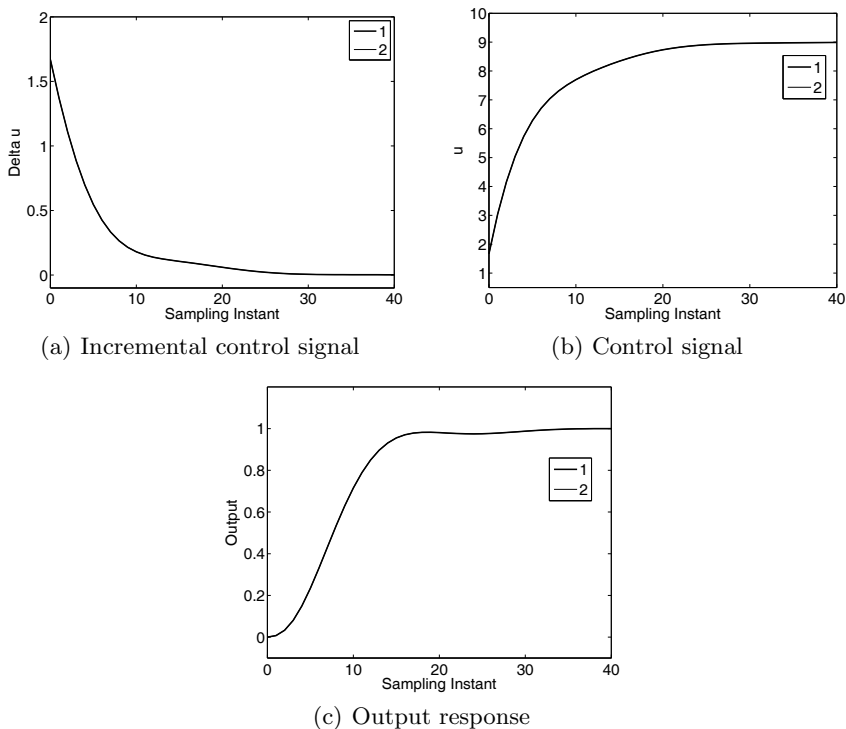 2
1.5
1
0.5
0
Delta u
1
2
0 10 20 30 40
Sampling Instant
(a) Incremental control signal
10
9
8
7
6
5
4
3
2
1
u
1
2
0 10 20 30 40
Sampling Instant
(b) Control signal
1
0.8
0.6
0.4
0.2
0
Output
1
2
0 10 20 30 40
Sampling Instant
(c) Output response